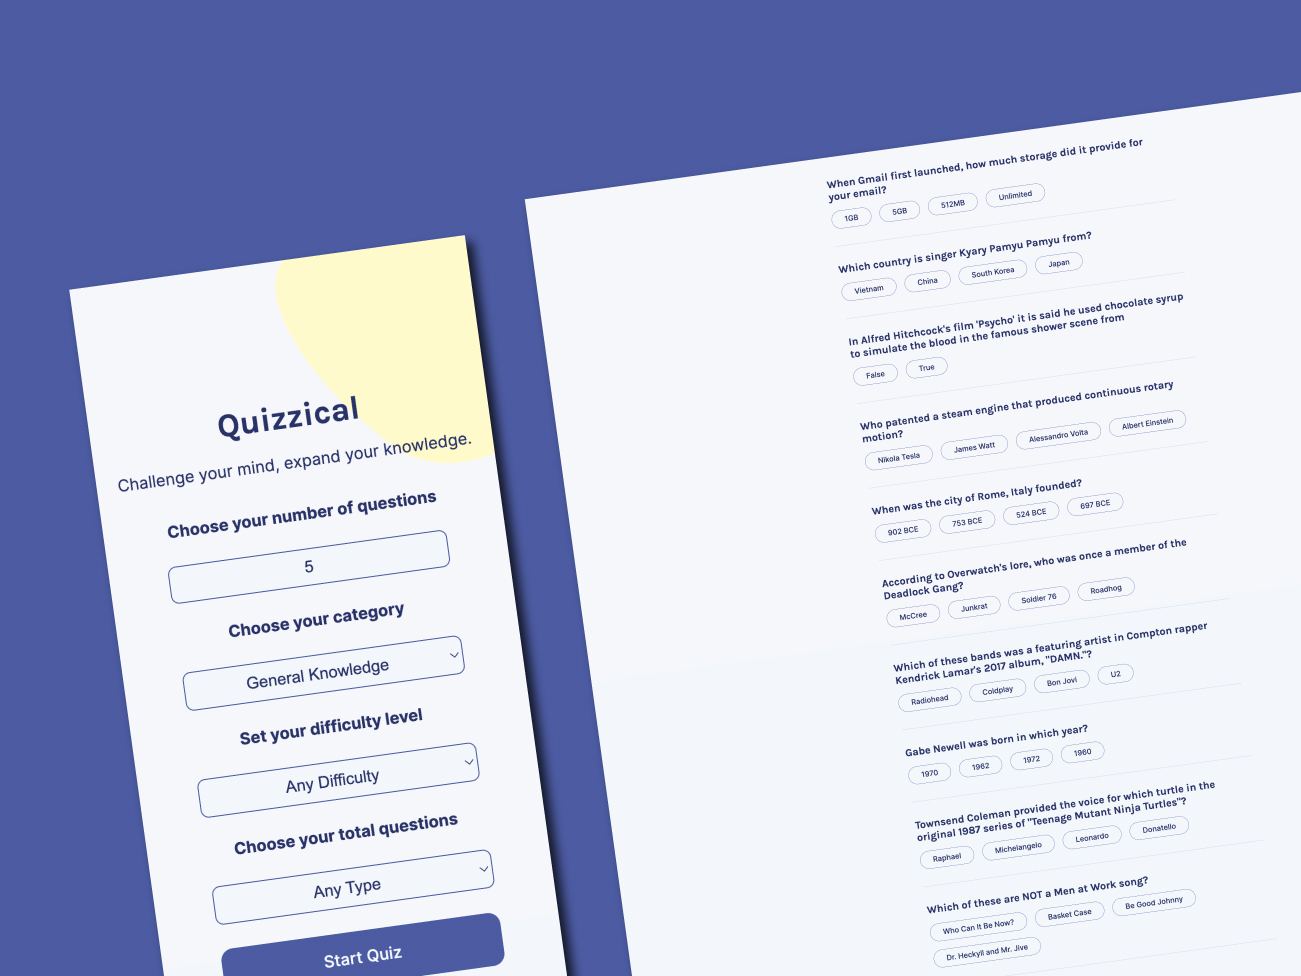 Quizzical
Challenge your mind, expand your knowledge.
Choose your number of questions
5
Choose your category
General Knowledge
Set your difficulty level
Any Difficulty
Choose your total questions
Any Type
Start Quiz
When Gmail first launched, how much storage did it provide for
your email?
1GB 5GB 512MB Unlimited
Which country is singer Kyary Pamyu Pamyu from?
Vietnam China South Korea Japan
In Alfred Hitchcock's film 'Psycho' it is said he used chocolate syrup
to simulate the blood in the famous shower scene from
False True
Who patented a steam engine that produced continuous rotary
motion?
Nikola Tesla James Watt Alessandro Volta Albert Einstein
When was the city of Rome, Italy founded?
902 BCE 753 BCE 524 BCE 697 BCE
According to Overwatch's lore, who was once a member of the
Deadlock Gang?
McCree Junkrat Soldier 76 Roadhog
Which of these bands was a featuring artist in Compton rapper
Kendrick Lamar's 2017 album, "DAMN."?
Radiohead Coldplay Bon Jovi U2
Gabe Newell was born in which year?
1970 1962 1972 1960
Townsend Coleman provided the voice for which turtle in the
original 1987 series of "Teenage Mutant Ninja Turtles"?
Raphael Michelangelo Leonardo Donatello
Which of these are NOT a Men at Work song?
Who Can It Be Now? Basket Case Be Good Johnny
Dr. Heckyll and Mr. Jive